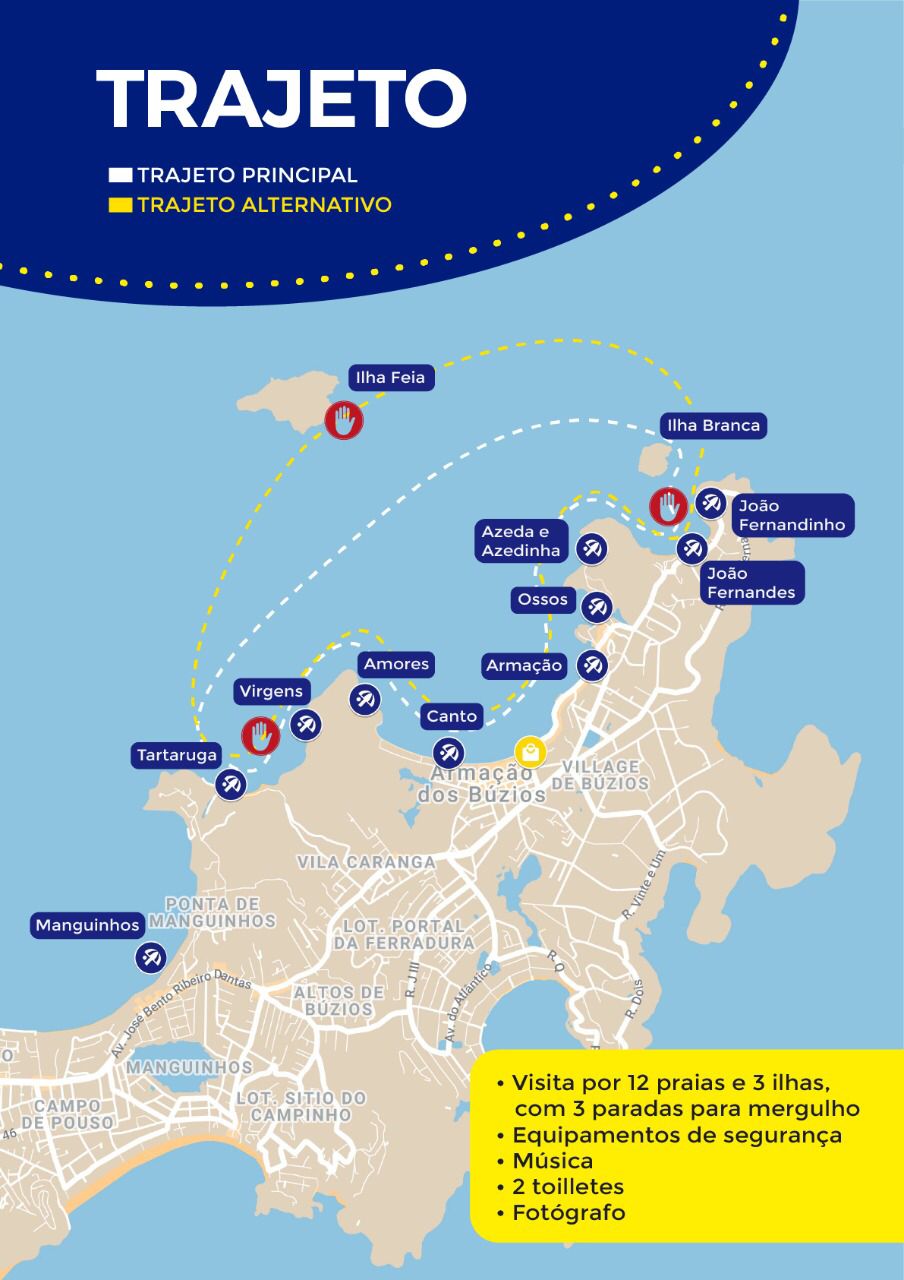 TRAJETO
TRAJETO PRINCIPAL
TRAJETO ALTERNATIVO
Ilha Feia
Ilha Branca
João
Fernandinho
Azeda e
Azedinha
João
Fernandes
Ossos
Armação
Amores
Virgens
Canto
Tartaruga
Armação
dos Búzios
VILLAGE
DE BÚZIOS
VILA CARANGA
R. Vinte e Um
PONTA DE
MANGUINHOS
Manguinhos
LOT. PORTAL
DA FERRADURA
R. Q
Av. José Bento Ribeiro Dantas
R. J III
Av. do Atlântico
ALTOS DE
BÚZIOS
R. Dois
O
MANGUINHOS
CAMPO
DE POUSO
LOT. SITIO DO
CAMPINHO
46
• Visita por 12 praias e 3 ilhas,
com 3 paradas para mergulho
• Equipamentos de segurança
• Música
• 2 toilletes
• Fotógrafo